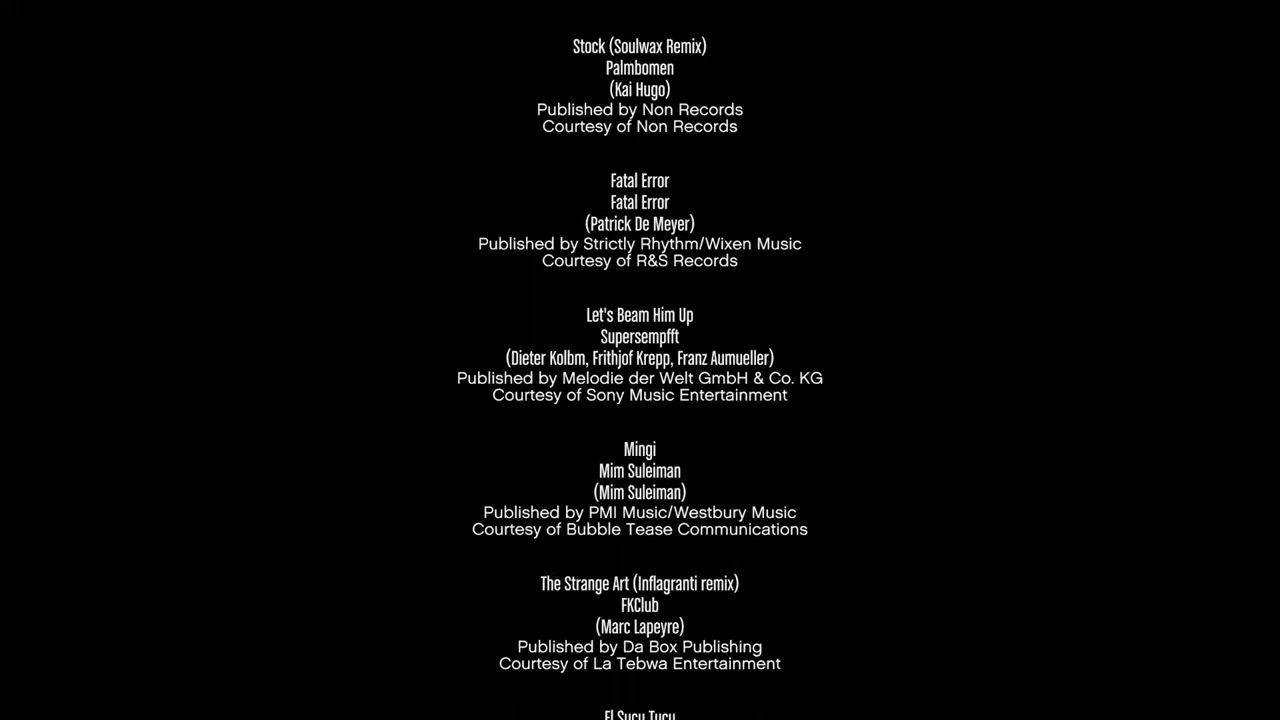 Stock (Soulwax Remix)
Palmbomen
(Kai Hugo)
Published by Non Records
Courtesy of Non Records
Fatal Error
Fatal Error
(Patrick De Meyer)
Published by Strictly Rhythm/Wixen Music
Courtesy of R&S Records
Let's Beam Him Up
Supersempfft
(Dieter Kolbm, Frithjof Krepp, Franz Aumueller)
Published by Melodie der Welt GmbH & Co. KG
Courtesy of Sony Music Entertainment
Mingi
Mim Suleiman
(Mim Suleiman)
Published by PMI Music/Westbury Music
Courtesy of Bubble Tease Communications
The Strange Art (Inflagranti remix)
FKClub
(Marc Lapeyre)
Published by Da Box Publishing
Courtesy of La Tebwa Entertainment
El Sucu Tucu